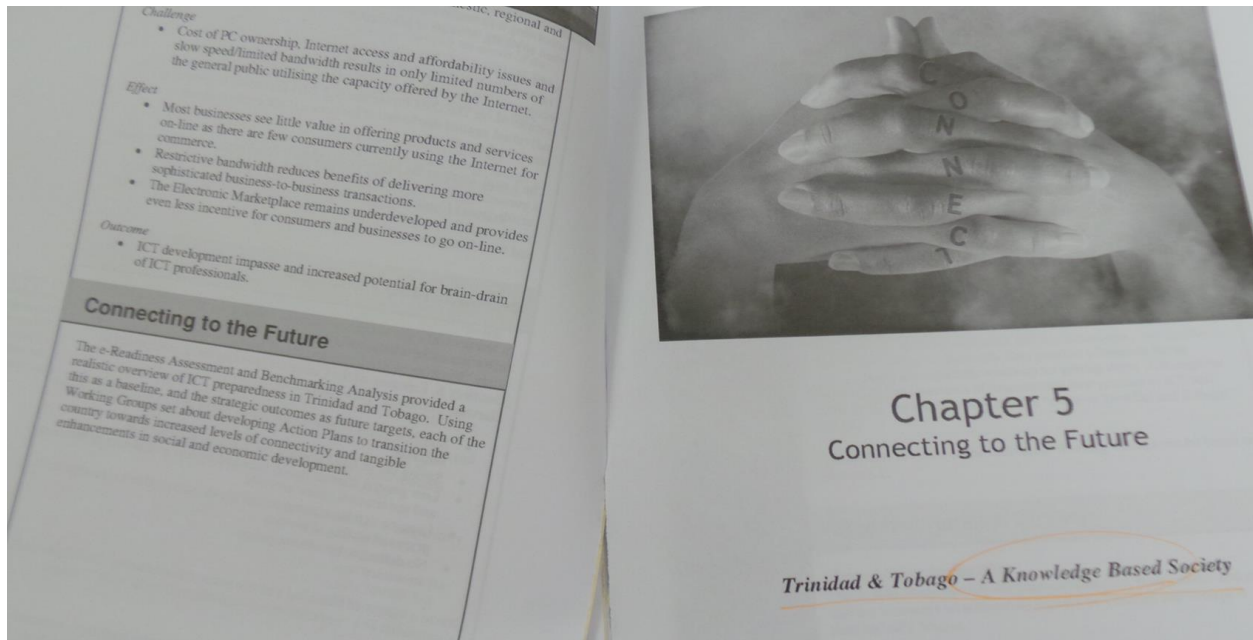 stic, regional and
Challenge
• Cost of PC ownership, Internet access and affordability issues and
slow speed/limited bandwidth results in only limited numbers of
the general public utilising the capacity offered by the Internet.
Effect
• Most businesses see little value in offering products and services
on-line as there are few consumers currently using the Internet for
commerce.
• Restrictive bandwidth reduces benefits of delivering more
sophisticated business-to-business transactions.
• The Electronic Marketplace remains underdeveloped and provides
even less incentive for consumers and businesses to go on-line.
Outcome
• ICT development impasse and increased potential for brain-drain
of ICT professionals.
Connecting to the Future
The e-Readiness Assessment and Benchmarking Analysis provided a
realistic overview of ICT preparedness in Trinidad and Tobago. Using
this as a baseline, and the strategic outcomes as future targets, each of the
Working Groups set about developing Action Plans to transition the
country towards increased levels of connectivity and tangible
enhancements in social and economic development.
C
O
N
N
E
C
T
Chapter 5
Connecting to the Future
Trinidad & Tobago – A Knowledge Based Society